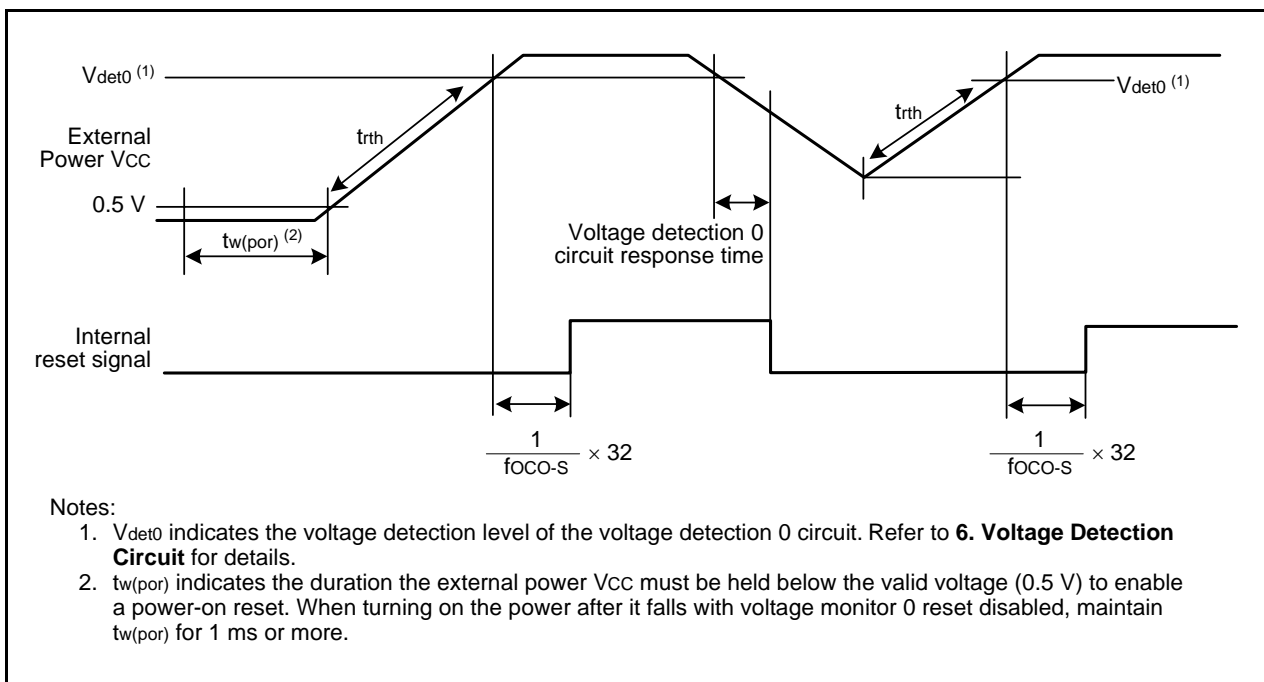 Vdet0 (1)
trth
External
Power VCC
0.5 V
tw(por) (2)
Voltage detection 0
circuit response time
trth
Vdet0 (1)
Internal
reset signal
1
fOCO-S
× 32
1
fOCO-S
× 32
Notes:
1. Vdet0 indicates the voltage detection level of the voltage detection 0 circuit. Refer to 6. Voltage Detection
Circuit for details.
2. tw(por) indicates the duration the external power VCC must be held below the valid voltage (0.5 V) to enable
a power-on reset. When turning on the power after it falls with voltage monitor 0 reset disabled, maintain
tw(por) for 1 ms or more.